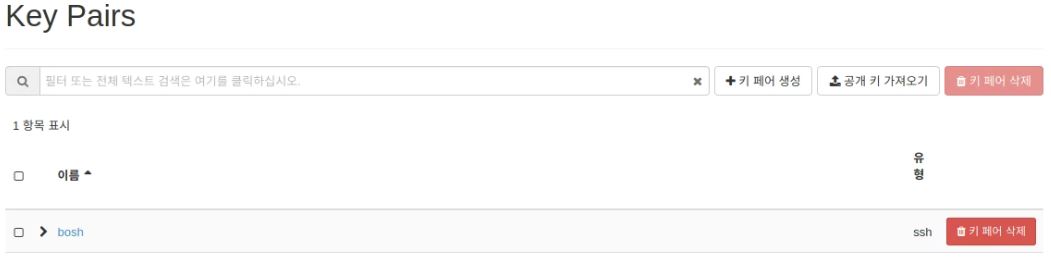 Key Pairs
필터 또는 전체 텍스트 검색은 여기를 클릭하십시오. ✖ ✚키 페어 생성 공개 키 가져오기 키 페어 삭제
1 항목 표시
이름 유형
bosh ssh 키 페어 삭제